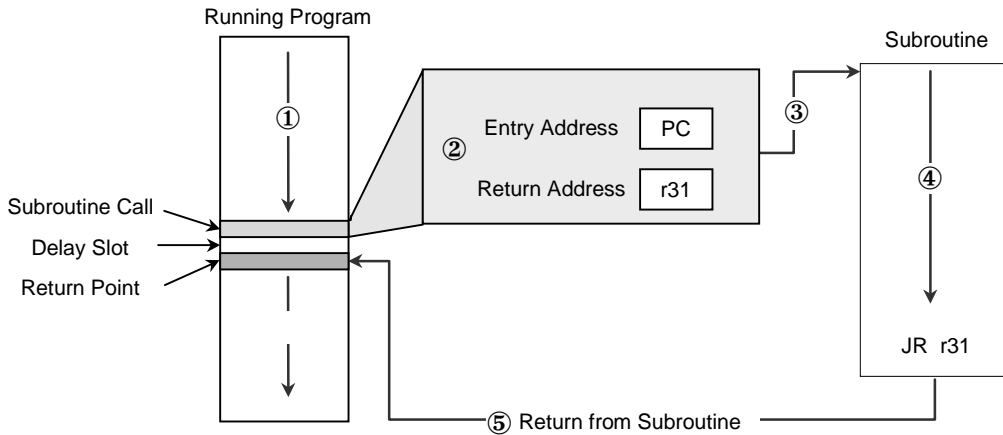 Running Program
Subroutine
①
②
Entry Address PC
③
Return Address r31
④
Subroutine Call
Delay Slot
Return Point
JR r31
⑤ Return from Subroutine